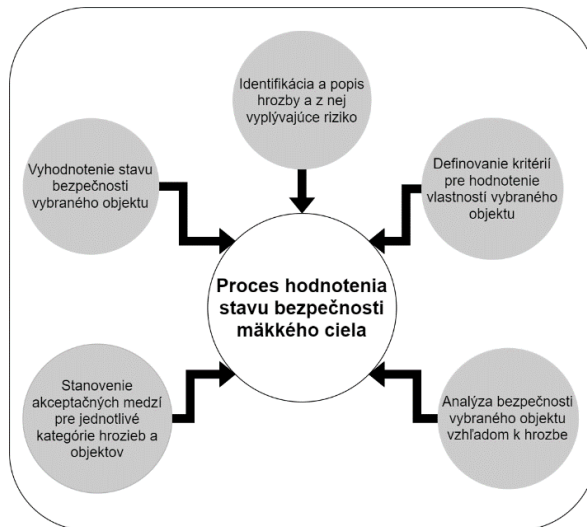 Identifikácia a popis
hrozby a z nej
vyplývajúce riziko
Definovanie kritérií
pre hodnotenie
vlastností vybraného
objektu
Analýza bezpečnosti
vybraného objektu
vzhľadom k hrozbe
Stanovenie
akceptačných medzí
pre jednotlivé
kategórie hrozieb a
objektov
Vyhodnotenie stavu
bezpečnosti
vybraného objektu
Proces hodnotenia
stavu bezpečnosti
mäkkého ciela